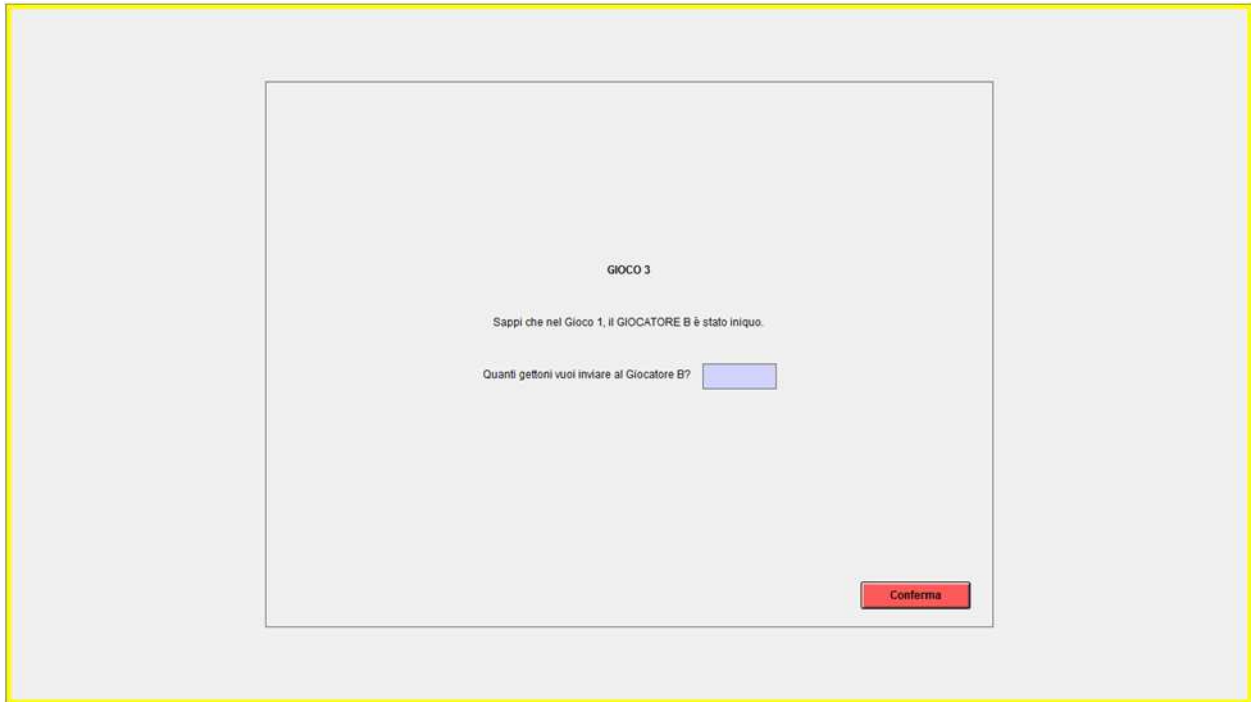 GIOCO 3
Sappi che nel Gioco 1, il GIOCATORE B è stato iniquo.
Quanti gettoni vuoi inviare al Giocatore B?
Conferma